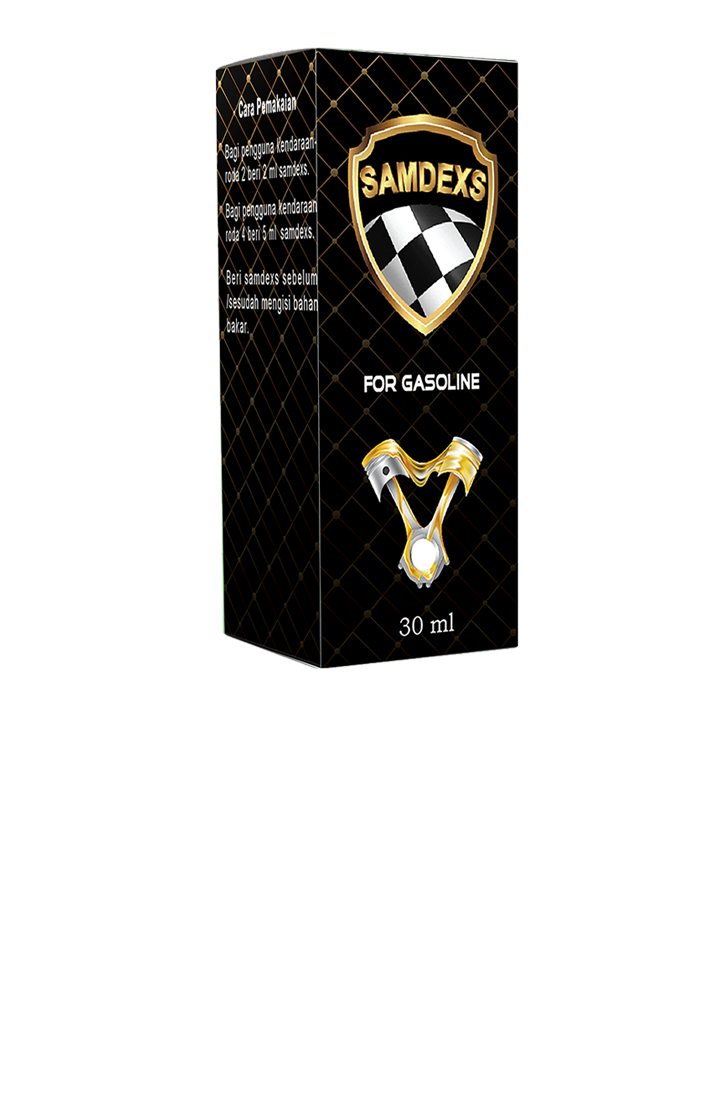 Cara Pemakaian
Bagi pengguna kendaraan
roda 2 beri 2 ml samdexs.
Bagi pengguna kendaraan
roda 4 beri 5 ml samdexs.
Beri samdexs sebelum
/sesudah mengisi bahan
bakar.
SAMDEXS
FOR GASOLINE
30 ml